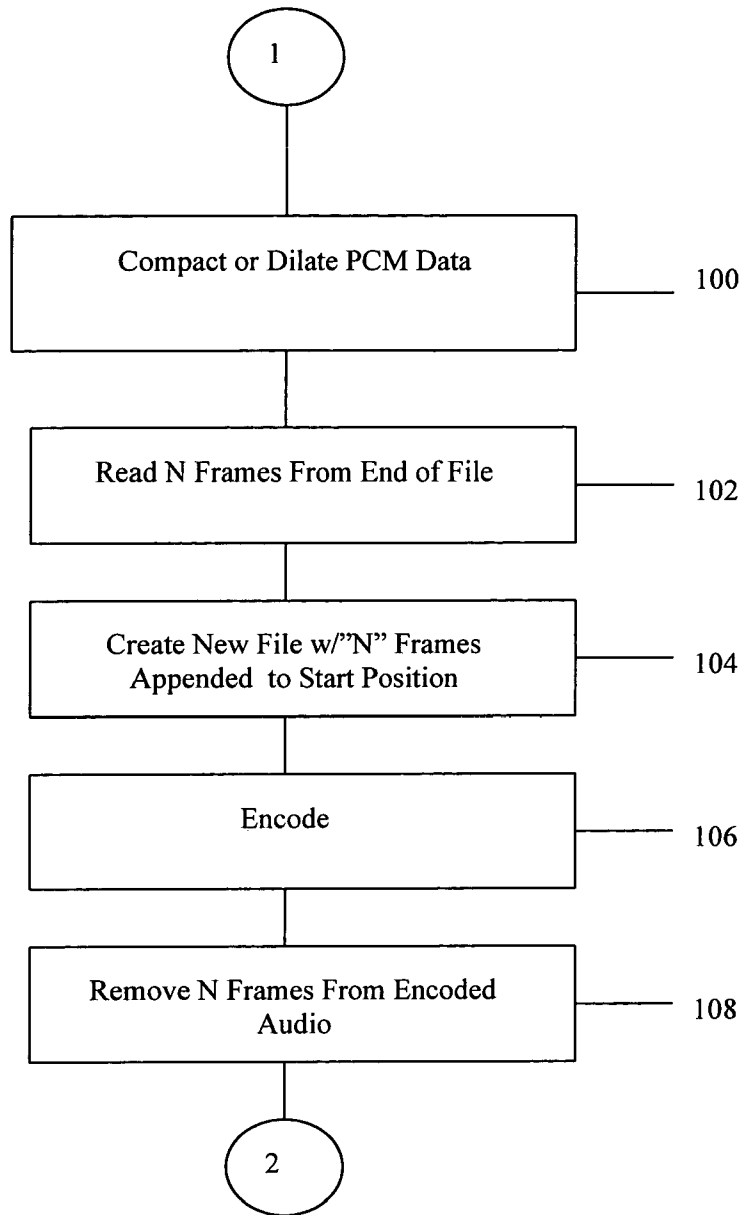 1
Compact or Dilate PCM Data
100
Read N Frames From End of File
102
Create New File w/”N” Frames
Appended to Start Position
104
Encode
106
Remove N Frames From Encoded
Audio
108
2